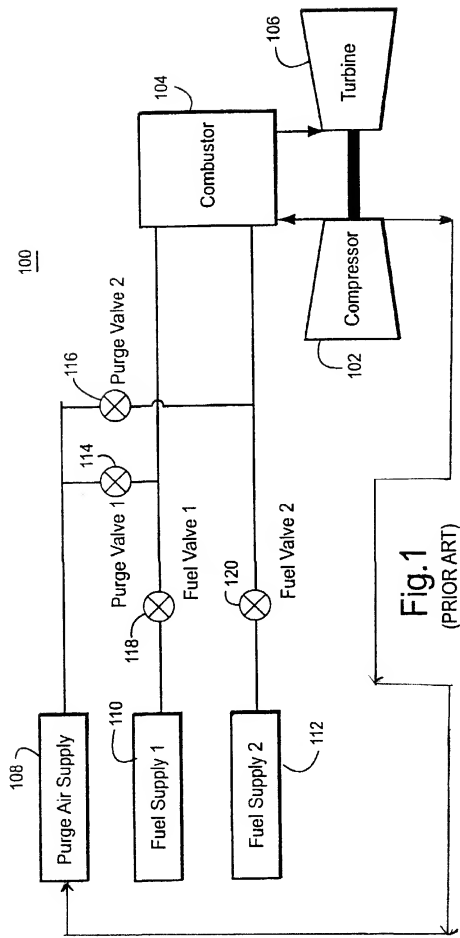 100
108
Purge Air Supply
110
Fuel Supply 1
Fuel Supply 2
112
114
Purge Valve 1
116
Purge Valve 2
118
Fuel Valve 1
120
Fuel Valve 2
104
Combustor
102
Compressor
106
Turbine
Fig.1
(PRIOR ART)